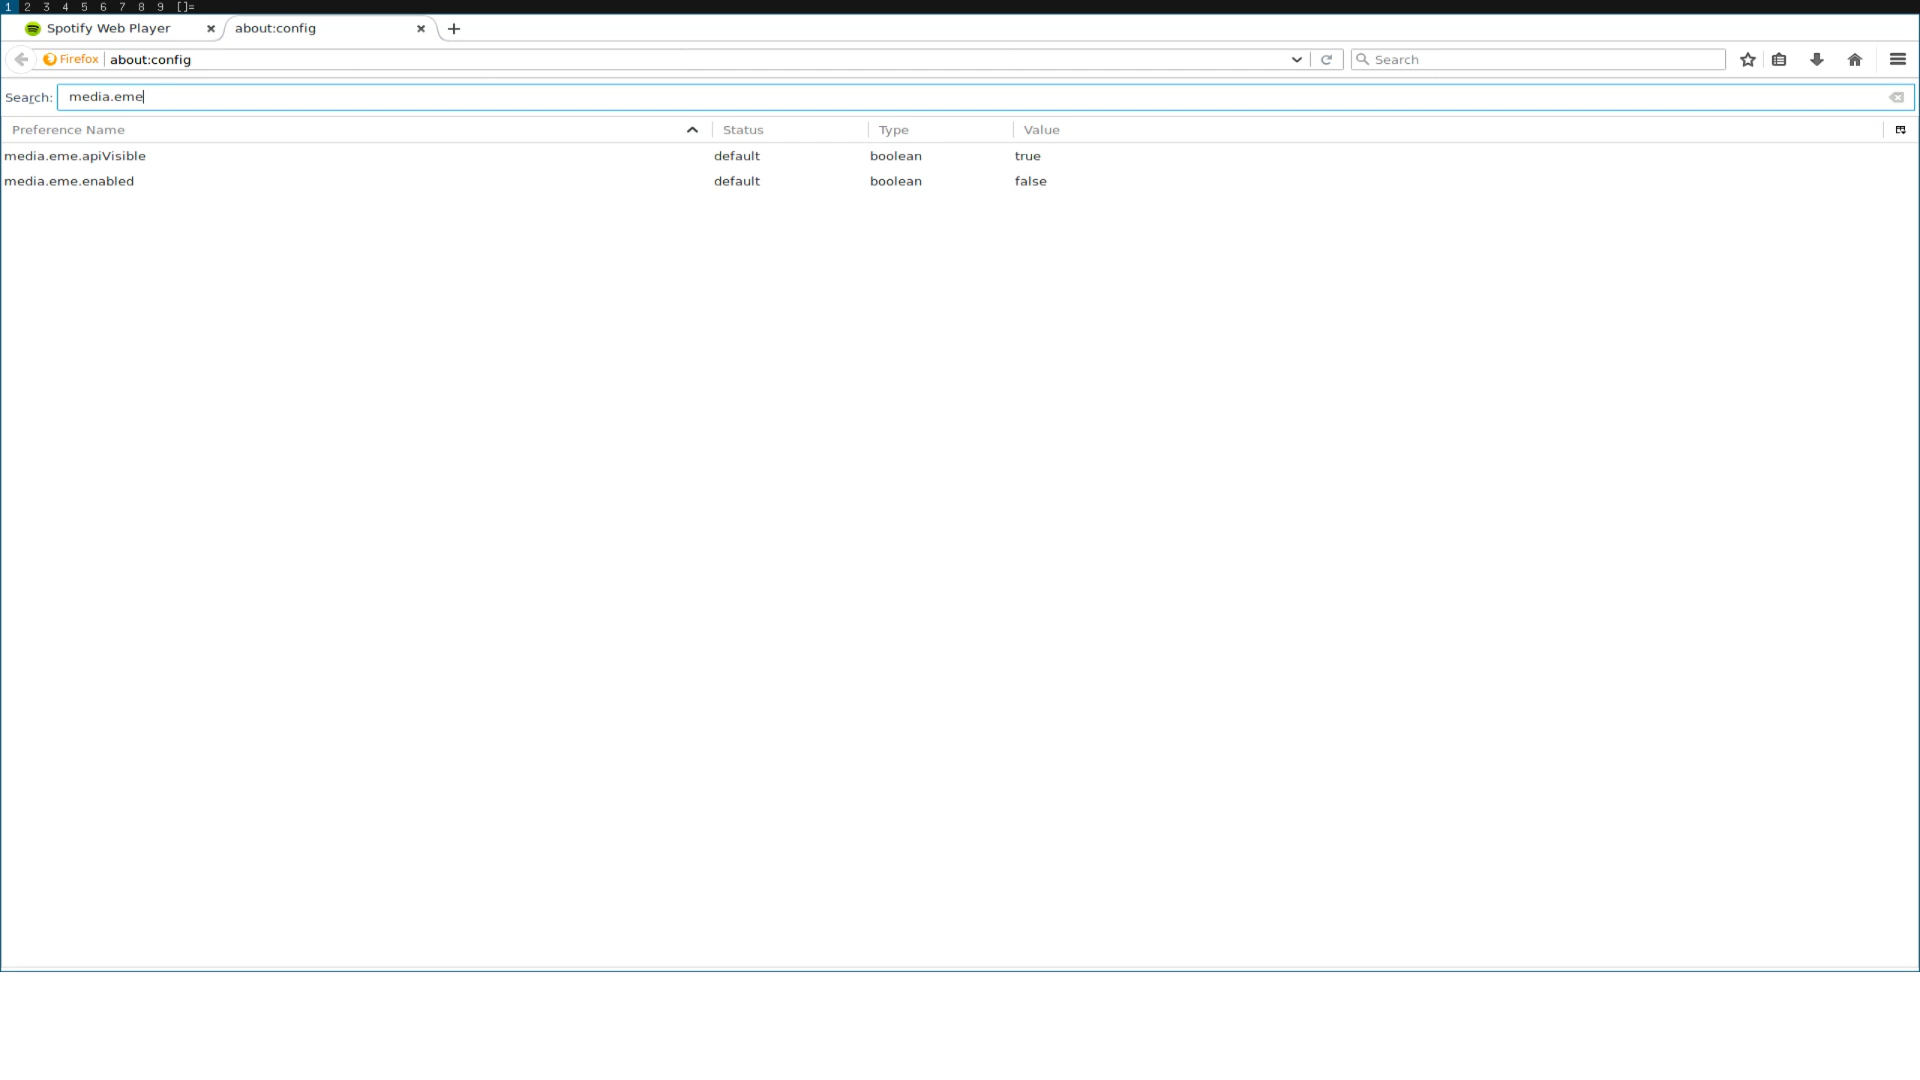 1 2 3 4 5 6 7 8 9 []=
Spotify Web Player about:config
Firefox about:config Search
Search: media.eme
Preference Name Status Type Value
media.eme.apiVisible default boolean true
media.eme.enabled default boolean false